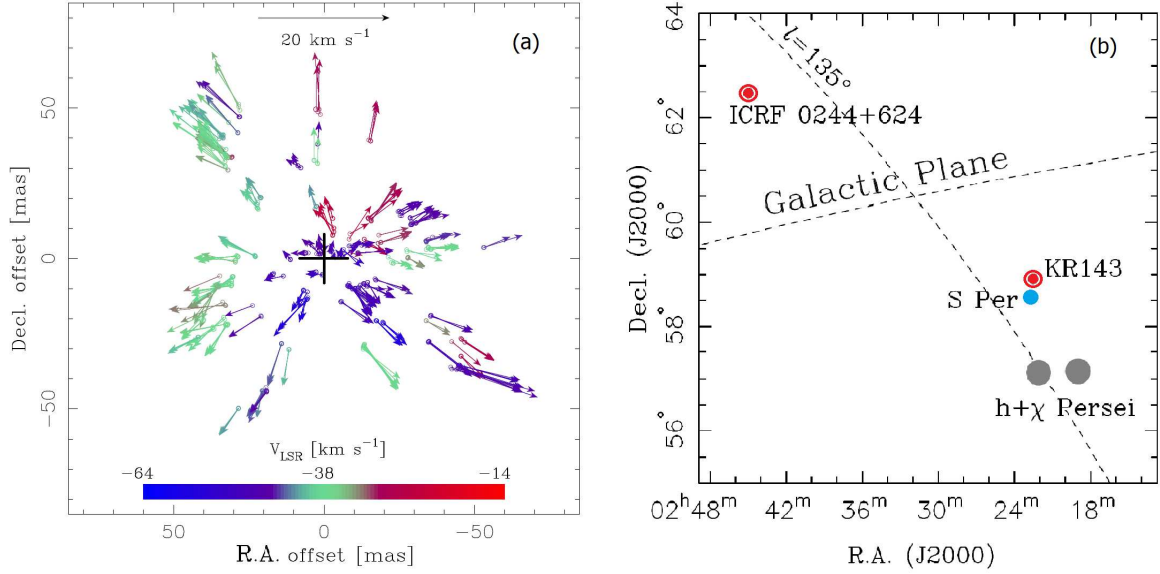 20 km s⁻¹
(a)
Decl. offset [mas]
50
0
−50
V_LSR [km s⁻¹]
−64
−38
−14
50
0
−50
R.A. offset [mas]
(b)
l=135°
ICRF 0244+624
Galactic Plane
KR143
S Per
h+χ Persei
Decl. (J2000)
64
62°
60°
58°
56°
02ʰ 48ᵐ 42ᵐ 36ᵐ 30ᵐ 24ᵐ 18ᵐ
R.A. (J2000)